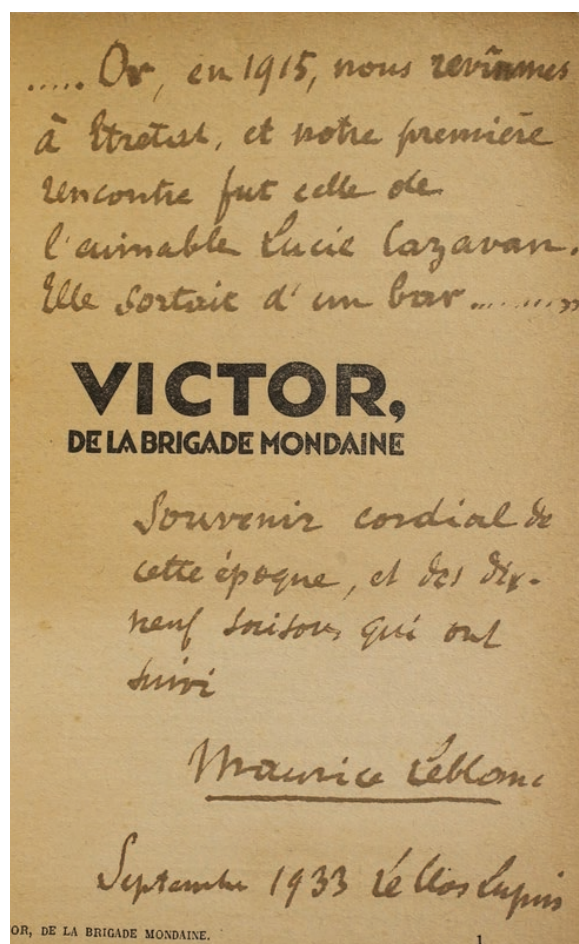 ..... Or, en 1915, nous revînmes
à Etretat, et notre première
rencontre fut celle de
l'aimable Lucie Cazavan.
Elle sortait d'un bar......... »
VICTOR,
DE LA BRIGADE MONDAINE
Souvenir cordial de
cette époque, et des dix-
neuf saisons qui ont
suivi
Maurice Leblanc
Septembre 1933 Le Clos Lupin
OR, DE LA BRIGADE MONDAINE. 1